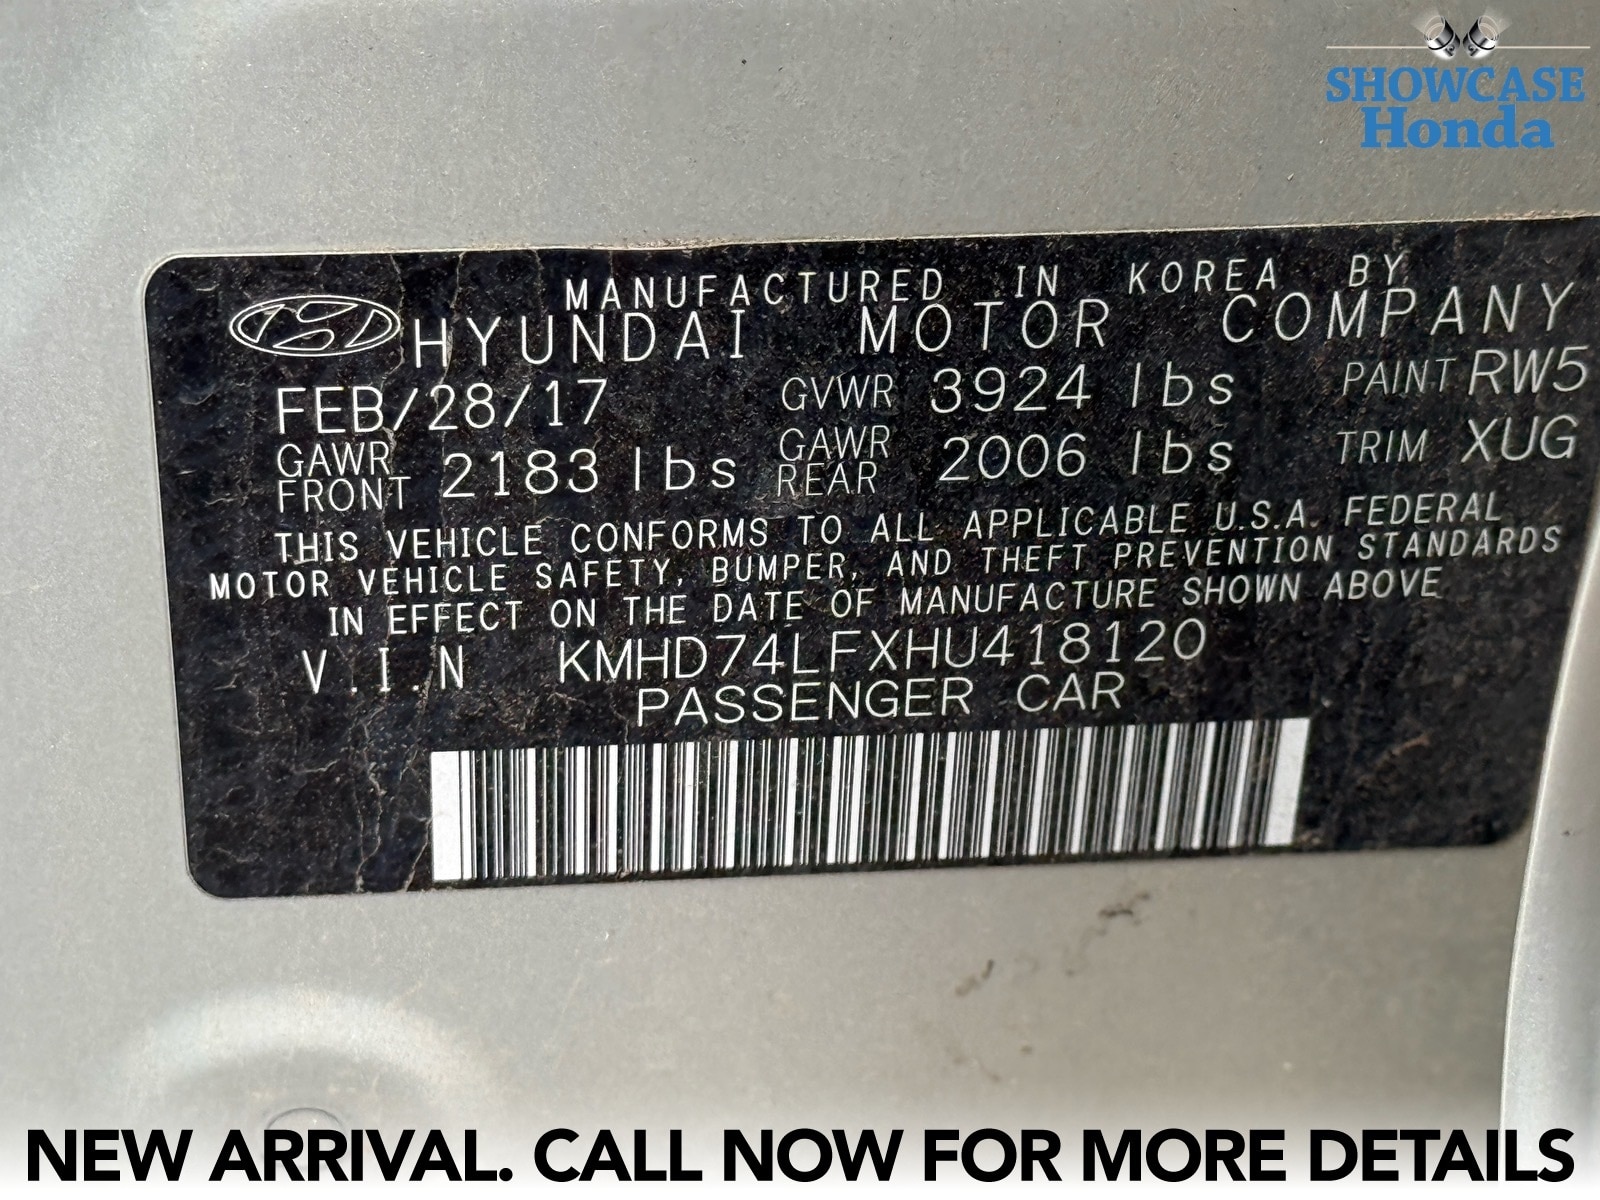 SHOWCASE
Honda
MANUFACTURED IN KOREA BY
HYUNDAI MOTOR COMPANY
FEB/28/17 GVWR 3924 lbs PAINT RW5
GAWR FRONT 2183 lbs GAWR REAR 2006 lbs TRIM XUG
THIS VEHICLE CONFORMS TO ALL APPLICABLE U.S.A. FEDERAL
MOTOR VEHICLE SAFETY, BUMPER, AND THEFT PREVENTION STANDARDS
IN EFFECT ON THE DATE OF MANUFACTURE SHOWN ABOVE
V.I.N KMHD74LFXHU418120
PASSENGER CAR
NEW ARRIVAL. CALL NOW FOR MORE DETAILS